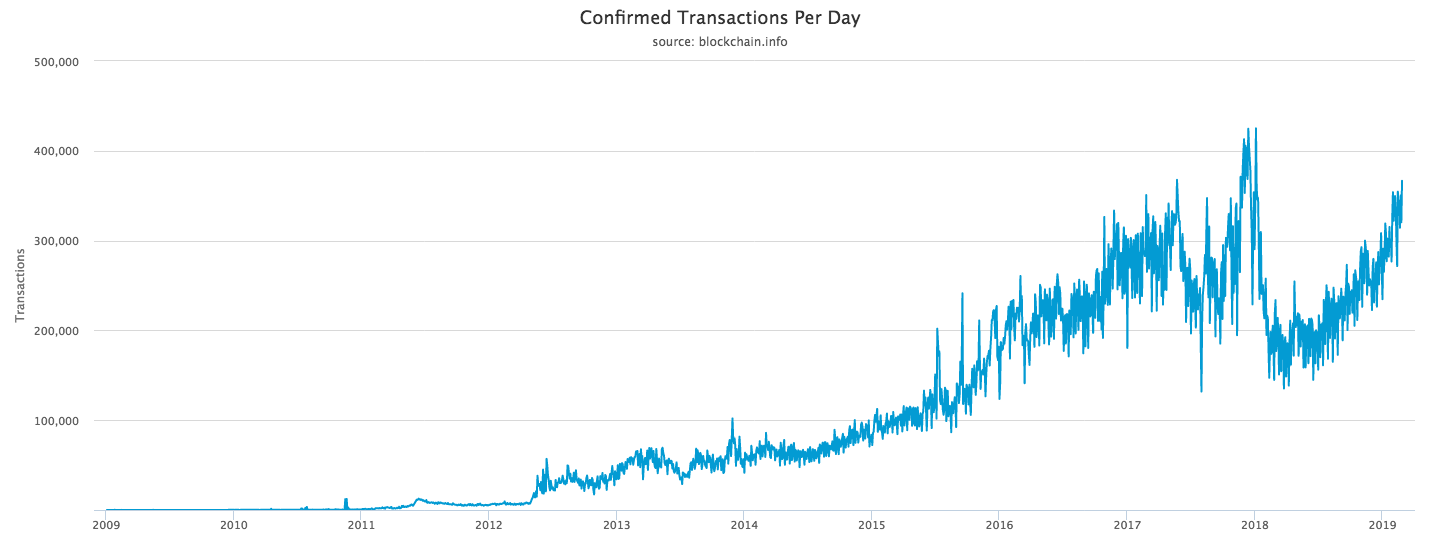 Confirmed Transactions Per Day
source: blockchain.info
500,000
400,000
300,000
200,000
100,000
Transactions
2009 2010 2011 2012 2013 2014 2015 2016 2017 2018 2019